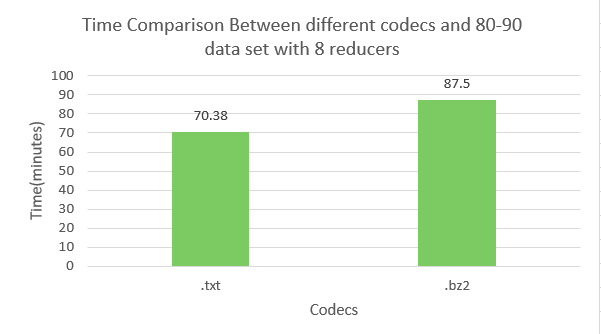 Time Comparison Between different codecs and 80-90
data set with 8 reducers
Time(minutes)
100
90
80
70
60
50
40
30
20
10
0
70.38
87.5
.txt
.bz2
Codecs